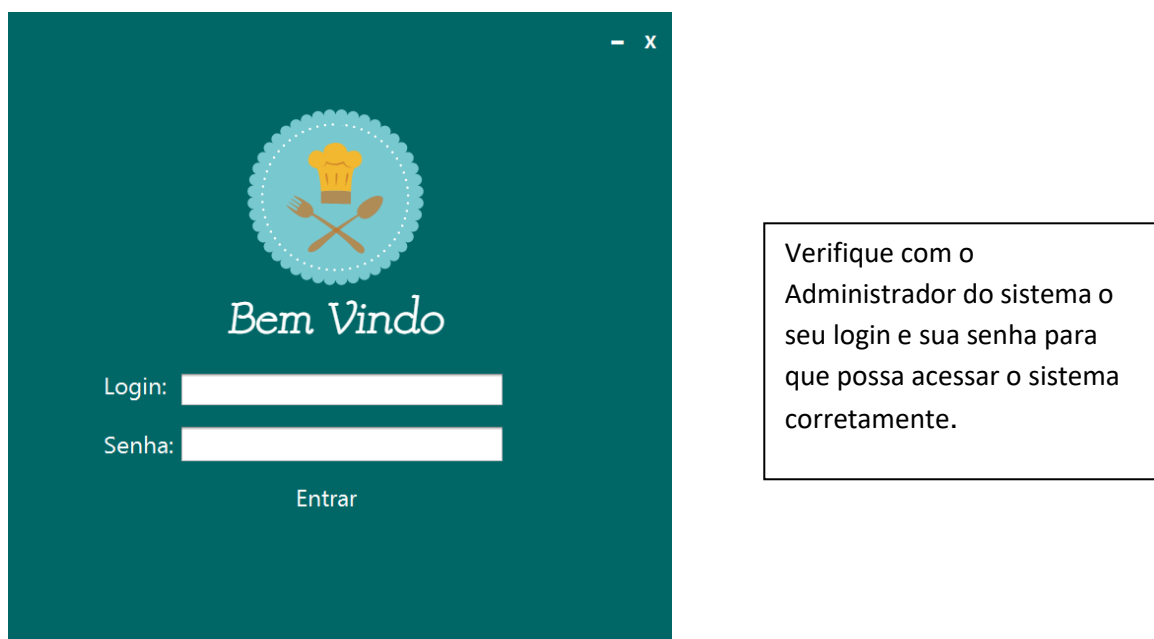 – x
Bem Vindo
Login:
Senha:
Entrar
Verifique com o
Administrador do sistema o
seu login e sua senha para
que possa acessar o sistema
corretamente.